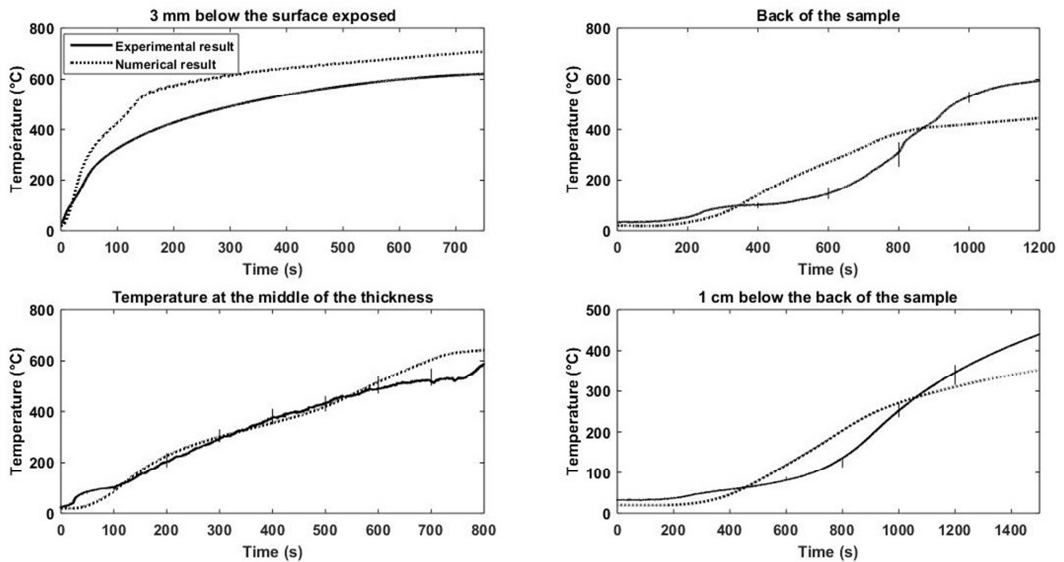 3 mm below the surface exposed
800
600
400
200
0
Température (°C)
Experimental result
Numerical result
0 100 200 300 400 500 600 700
Time (s)
Back of the sample
800
600
400
200
0
Temperature (°C)
0 200 400 600 800 1000 1200
Time (s)
Temperature at the middle of the thickness
800
600
400
200
0
Temperature (°C)
0 100 200 300 400 500 600 700 800
Time (s)
1 cm below the back of the sample
500
400
300
200
100
0
Temperature (°C)
0 200 400 600 800 1000 1200 1400
Time (s)